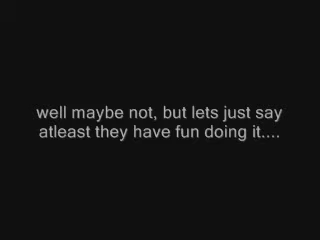 well maybe not, but lets just say
atleast they have fun doing it....